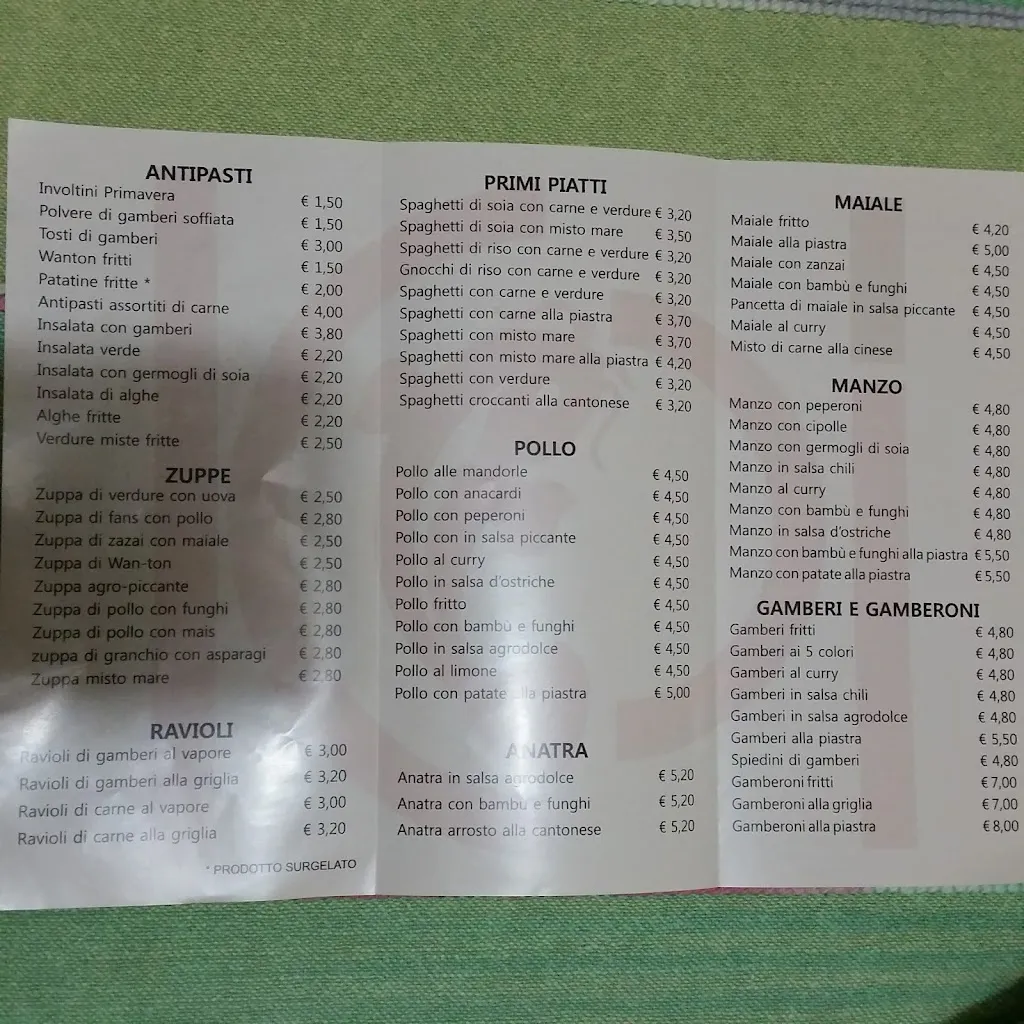 ANTIPASTI
Involtini Primavera € 1,50
Polvere di gamberi soffiata € 1,50
Tosti di gamberi € 3,00
Wanton fritti € 1,50
Patatine fritte * € 2,00
Antipasti assortiti di carne € 4,00
Insalata con gamberi € 3,80
Insalata verde € 2,20
Insalata con germogli di soia € 2,20
Insalata di alghe € 2,20
Alghe fritte € 2,20
Verdure miste fritte € 2,50
ZUPPE
Zuppa di verdure con uova € 2,50
Zuppa di fans con pollo € 2,80
Zuppa di zazai con maiale € 2,50
Zuppa di Wan-ton € 2,50
Zuppa agro-piccante € 2,80
Zuppa di pollo con funghi € 2,80
Zuppa di pollo con mais € 2,80
zuppa di granchio con asparagi € 2,80
Zuppa misto mare € 2,80
RAVIOLI
Ravioli di gamberi al vapore € 3,00
Ravioli di gamberi alla griglia € 3,20
Ravioli di carne al vapore € 3,00
Ravioli di carne alla griglia € 3,20
* PRODOTTO SURGELATO
PRIMI PIATTI
Spaghetti di soia con carne e verdure € 3,20
Spaghetti di soia con misto mare € 3,50
Spaghetti di riso con carne e verdure € 3,20
Gnocchi di riso con carne e verdure € 3,20
Spaghetti con carne e verdure € 3,20
Spaghetti con carne alla piastra € 3,70
Spaghetti con misto mare € 3,70
Spaghetti con misto mare alla piastra € 4,20
Spaghetti con verdure € 3,20
Spaghetti croccanti alla cantonese € 3,20
POLLO
Pollo alle mandorle € 4,50
Pollo con anacardi € 4,50
Pollo con peperoni € 4,50
Pollo con in salsa piccante € 4,50
Pollo al curry € 4,50
Pollo in salsa d'ostriche € 4,50
Pollo fritto € 4,50
Pollo con bambù e funghi € 4,50
Pollo in salsa agrodolce € 4,50
Pollo al limone € 4,50
Pollo con patate alla piastra € 5,00
ANATRA
Anatra in salsa agrodolce € 5,20
Anatra con bambù e funghi € 5,20
Anatra arrosto alla cantonese € 5,20
MAIALE
Maiale fritto € 4,20
Maiale alla piastra € 5,00
Maiale con zanzai € 4,50
Maiale con bambù e funghi € 4,50
Pancetta di maiale in salsa piccante € 4,50
Maiale al curry € 4,50
Misto di carne alla cinese € 4,50
MANZO
Manzo con peperoni € 4,80
Manzo con cipolle € 4,80
Manzo con germogli di soia € 4,80
Manzo in salsa chili € 4,80
Manzo al curry € 4,80
Manzo con bambù e funghi € 4,80
Manzo in salsa d'ostriche € 4,80
Manzo con bambù e funghi alla piastra € 5,50
Manzo con patate alla piastra € 5,50
GAMBERI E GAMBERONI
Gamberi fritti € 4,80
Gamberi ai 5 colori € 4,80
Gamberi al curry € 4,80
Gamberi in salsa chili € 4,80
Gamberi in salsa agrodolce € 4,80
Gamberi alla piastra € 5,50
Spiedini di gamberi € 4,80
Gamberoni fritti € 7,00
Gamberoni alla griglia € 7,00
Gamberoni alla piastra € 8,00